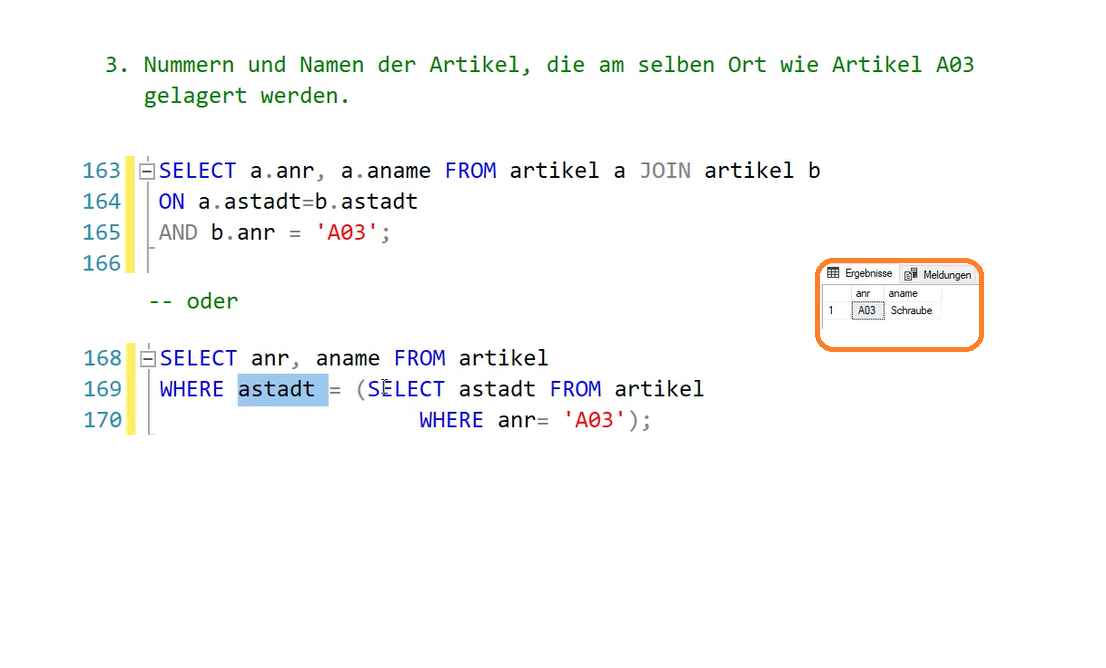 3. Nummern und Namen der Artikel, die am selben Ort wie Artikel A03
gelagert werden.
163 SELECT a.anr, a.aname FROM artikel a JOIN artikel b
164 ON a.astadt=b.astadt
165 AND b.anr = 'A03';
166
-- oder
Ergebnisse Meldungen
anr aname
1 A03 Schraube
168 SELECT anr, aname FROM artikel
169 WHERE astadt = (SELECT astadt FROM artikel
170 WHERE anr= 'A03');